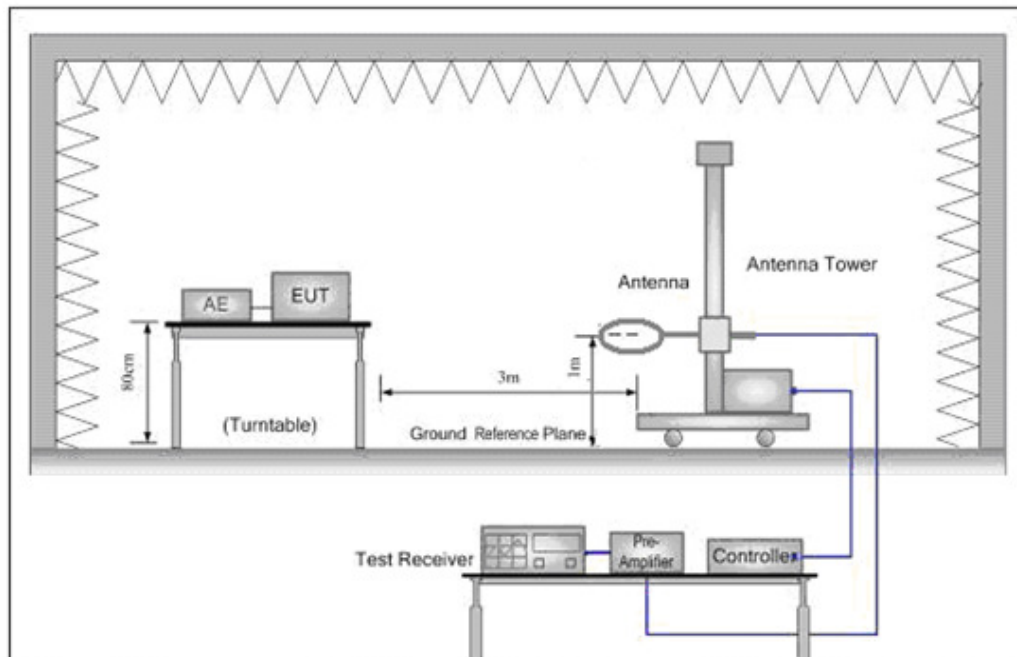 Antenna
Antenna Tower
AE
EUT
80cm
3m
1m
(Turntable)
Ground Reference Plane
Test Receiver
Pre-
Amplifier
Controller